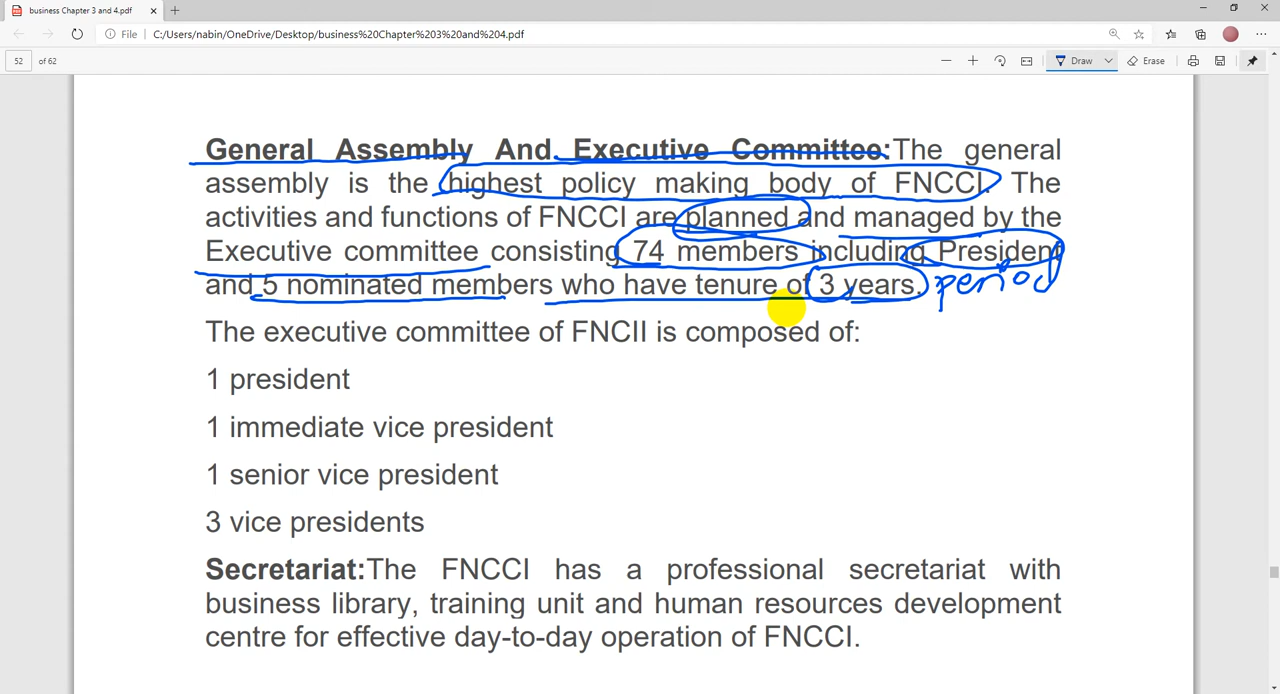 business Chapter 3 and 4.pdf
File C:/Users/nabin/OneDrive/Desktop/business%20Chapter%203%20and%204.pdf
52 of 62 Draw Erase
General Assembly And Executive Committee:The general
assembly is the highest policy making body of FNCCI. The
activities and functions of FNCCI are planned and managed by the
Executive committee consisting 74 members including President
and 5 nominated members who have tenure of 3 years. period
The executive committee of FNCII is composed of:
1 president
1 immediate vice president
1 senior vice president
3 vice presidents
Secretariat:The FNCCI has a professional secretariat with
business library, training unit and human resources development
centre for effective day-to-day operation of FNCCI.